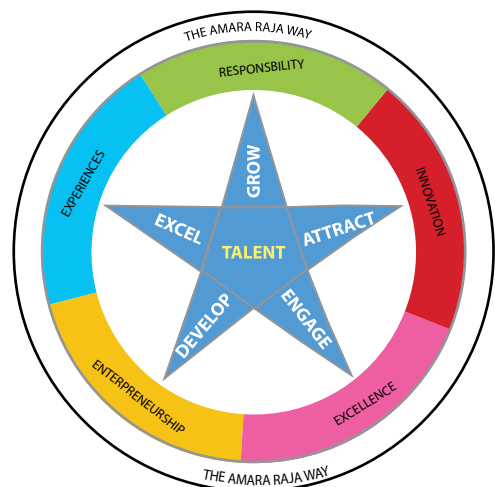 THE AMARA RAJA WAY
RESPONSBILITY
EXPERIENCES
INNOVATION
GROW
EXCEL
ATTRACT
TALENT
DEVELOP
ENGAGE
ENTERPRENEURSHIP
EXCELLENCE
THE AMARA RAJA WAY